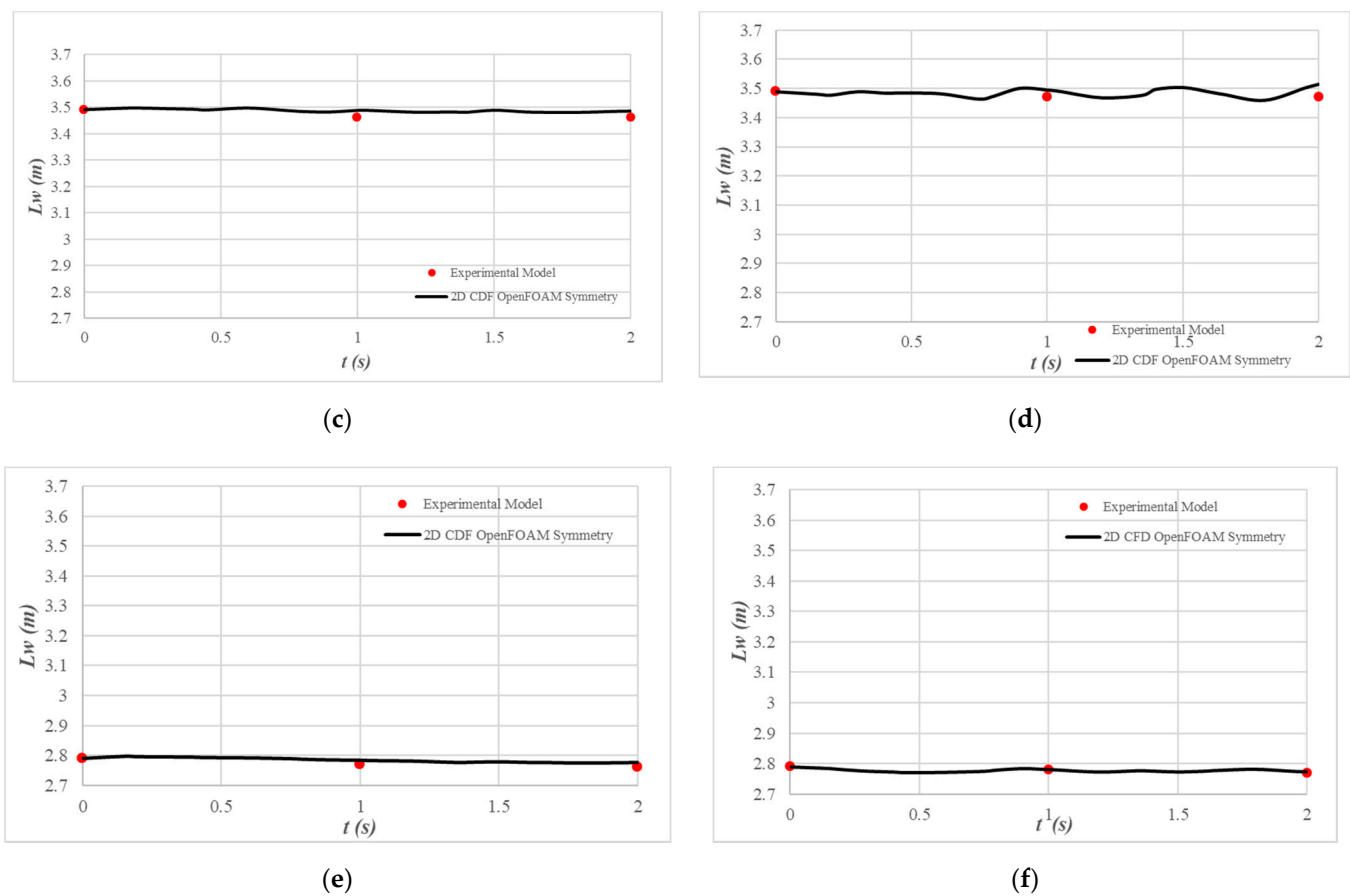 3.7
3.6
3.5
3.4
3.3
3.2
3.1
3
2.9
2.8
2.7
Lw (m)
0 0.5 1 1.5 2
t (s)
Experimental Model
2D CDF OpenFOAM Symmetry
(c)
3.7
3.6
3.5
3.4
3.3
3.2
3.1
3
2.9
2.8
2.7
Lw (m)
0 0.5 1 1.5 2
t (s)
Experimental Model
2D CDF OpenFOAM Symmetry
(d)
3.7
3.6
3.5
3.4
3.3
3.2
3.1
3
2.9
2.8
2.7
Lw (m)
0 0.5 1 1.5 2
t (s)
Experimental Model
2D CDF OpenFOAM Symmetry
(e)
3.7
3.6
3.5
3.4
3.3
3.2
3.1
3
2.9
2.8
2.7
Lw (m)
0 0.5 1 1.5 2
t (s)
Experimental Model
2D CFD OpenFOAM Symmetry
(f)